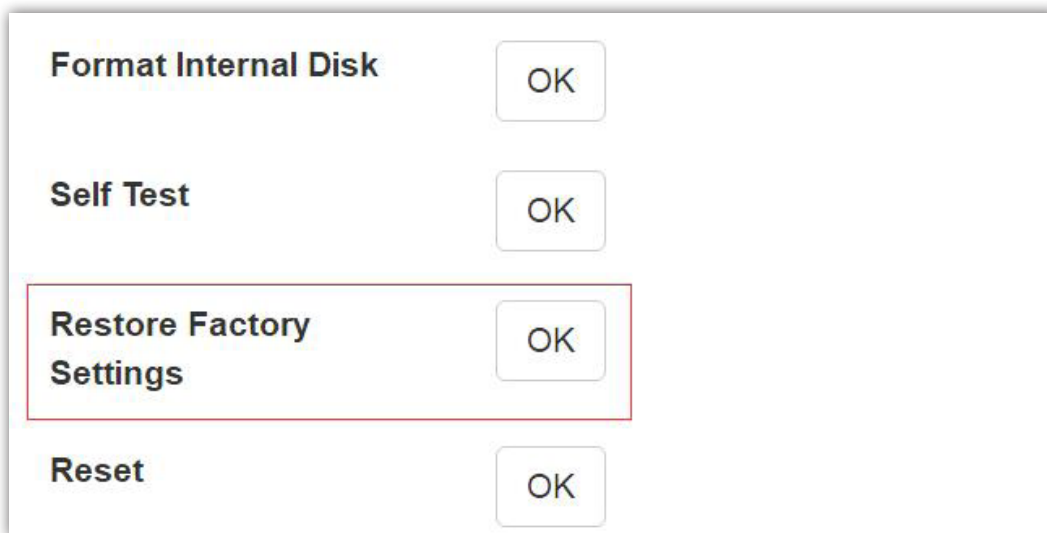 Format Internal Disk OK
Self Test OK
Restore Factory OK
Settings
Reset OK